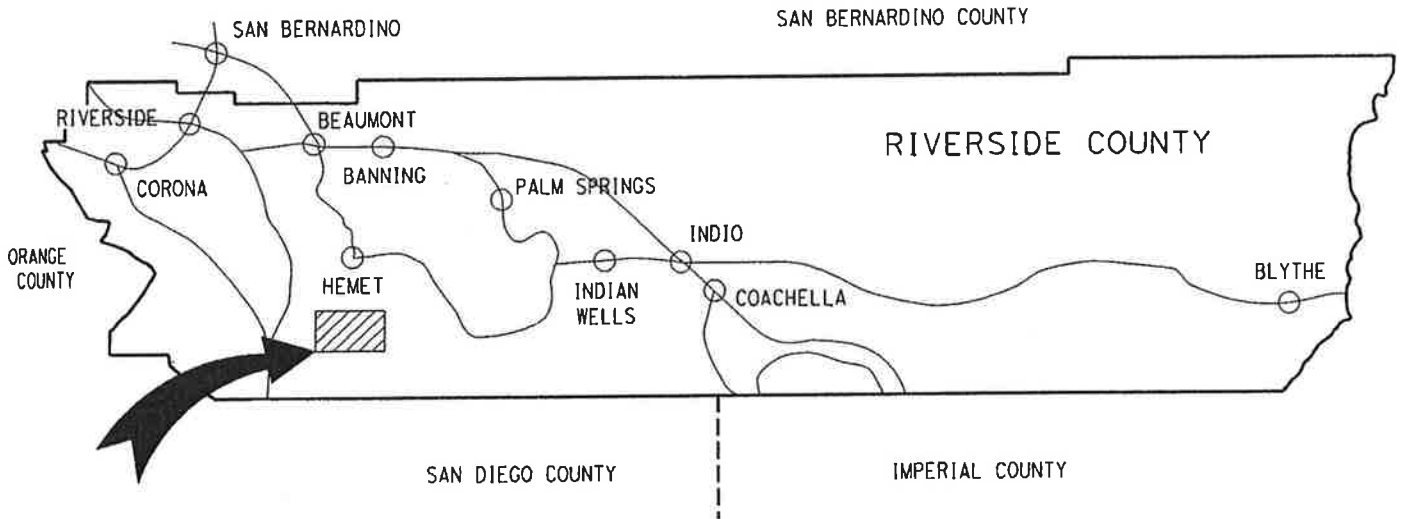 SAN BERNARDINO COUNTY
SAN BERNARDINO
RIVERSIDE
BEAUMONT
RIVERSIDE COUNTY
CORONA
BANNING
PALM SPRINGS
ORANGE
COUNTY
HEMET
INDIO
INDIAN
WELLS
COACHELLA
BLYTHE
SAN DIEGO COUNTY
IMPERIAL COUNTY